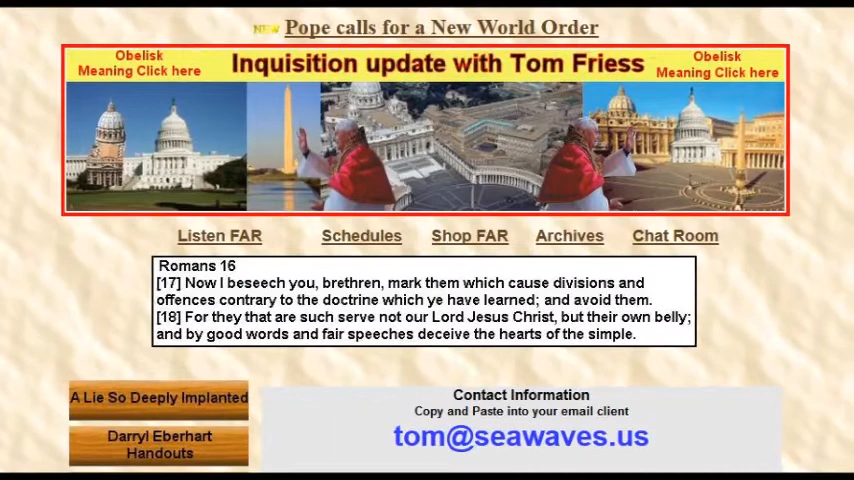 NEW Pope calls for a New World Order
Obelisk
Meaning Click here
Inquisition update with Tom Friess
Obelisk
Meaning Click here
Listen FAR Schedules Shop FAR Archives Chat Room
Romans 16
[17] Now I beseech you, brethren, mark them which cause divisions and
offences contrary to the doctrine which ye have learned; and avoid them.
[18] For they that are such serve not our Lord Jesus Christ, but their own belly;
and by good words and fair speeches deceive the hearts of the simple.
A Lie So Deeply Implanted
Darryl Eberhart
Handouts
Contact Information
Copy and Paste into your email client
tom@seawaves.us